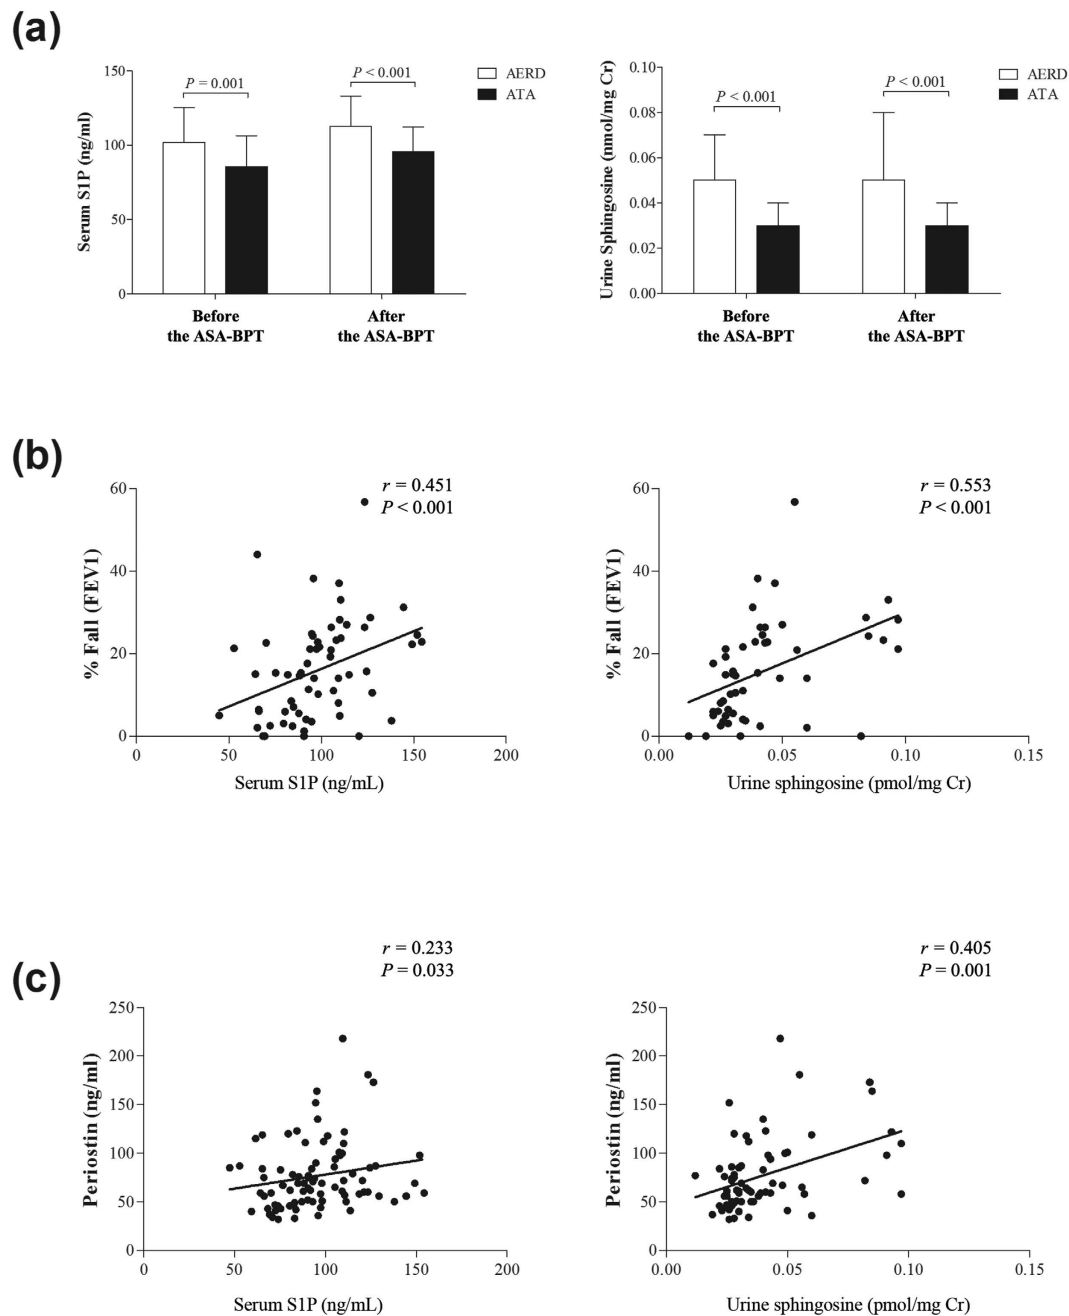 (a)
Serum S1P (ng/ml)
150
100
50
0
P = 0.001
P < 0.001
AERD
ATA
Before
the ASA-BPT
After
the ASA-BPT
Urine Sphingosine (nmol/mg Cr)
0.10
0.08
0.06
0.04
0.02
0.00
P < 0.001
P < 0.001
AERD
ATA
Before
the ASA-BPT
After
the ASA-BPT
(b)
r = 0.451
P < 0.001
% Fall (FEV1)
60
40
20
0
0
50
100
150
200
Serum S1P (ng/mL)
r = 0.553
P < 0.001
% Fall (FEV1)
60
40
20
0
0.00
0.05
0.10
0.15
Urine sphingosine (pmol/mg Cr)
(c)
r = 0.233
P = 0.033
Periostin (ng/ml)
250
200
150
100
50
0
0
50
100
150
200
Serum S1P (ng/mL)
r = 0.405
P = 0.001
Periostin (ng/ml)
250
200
150
100
50
0
0.00
0.05
0.10
0.15
Urine sphingosine (pmol/mg Cr)